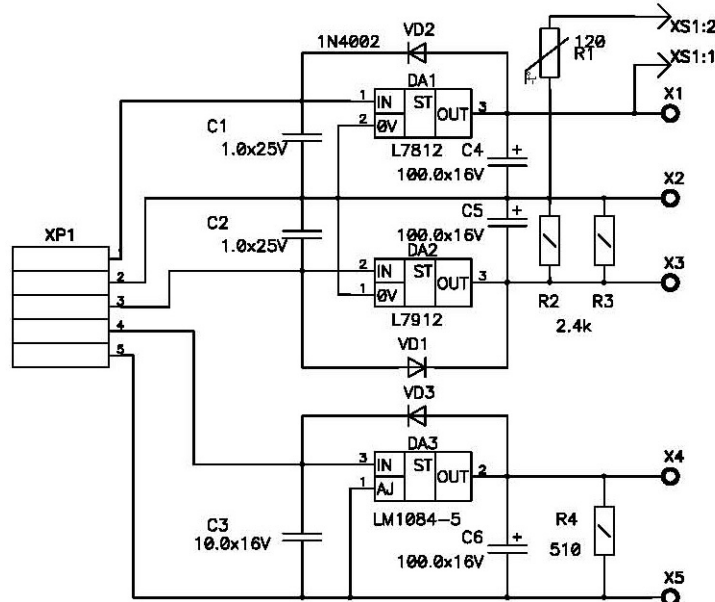 XS1:2
VD2
1N4002
120
R1
t°
XS1:1
DA1
X1
1 IN ST OUT 3
2 0V
C1
1.0x25V
L7812
C4 +
100.0x16V
X2
C2
1.0x25V
C5 +
100.0x16V
XP1
1
2
3
4
5
DA2
2 IN ST OUT 3
1 0V
X3
L7912
R2
R3
2.4k
VD1
VD3
DA3
X4
3 IN ST OUT 2
1 AJ
LM1084-5
C3
10.0x16V
C6 +
100.0x16V
R4
510
X5